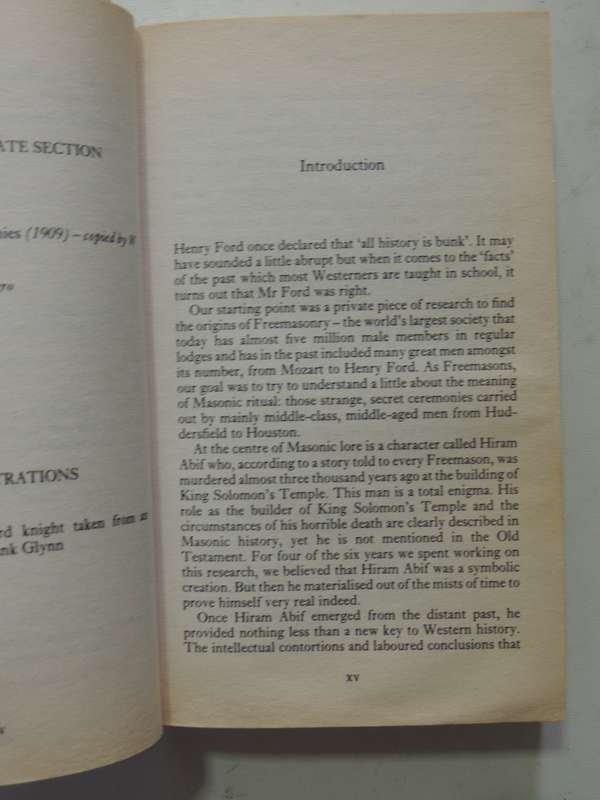 ATE SECTION
ies (1909) – copied by W
TRATIONS
rd knight taken from
nk Glynn
Introduction
Henry Ford once declared that ‘all history is bunk’. It may
have sounded a little abrupt but when it comes to the ‘facts’
of the past which most Westerners are taught in school, it
turns out that Mr Ford was right.
Our starting point was a private piece of research to find
the origins of Freemasonry – the world's largest society that
today has almost five million male members in regular
lodges and has in the past included many great men amongst
its number, from Mozart to Henry Ford. As Freemasons,
our goal was to try to understand a little about the meaning
of Masonic ritual: those strange, secret ceremonies carried
out by mainly middle-class, middle-aged men from Hud-
dersfield to Houston.
At the centre of Masonic lore is a character called Hiram
Abif who, according to a story told to every Freemason, was
murdered almost three thousand years ago at the building of
King Solomon's Temple. This man is a total enigma. His
role as the builder of King Solomon's Temple and the
circumstances of his horrible death are clearly described in
Masonic history, yet he is not mentioned in the Old
Testament. For four of the six years we spent working on
this research, we believed that Hiram Abif was a symbolic
creation. But then he materialised out of the mists of time to
prove himself very real indeed.
Once Hiram Abif emerged from the distant past, he
provided nothing less than a new key to Western history.
The intellectual contortions and laboured conclusions that
xv